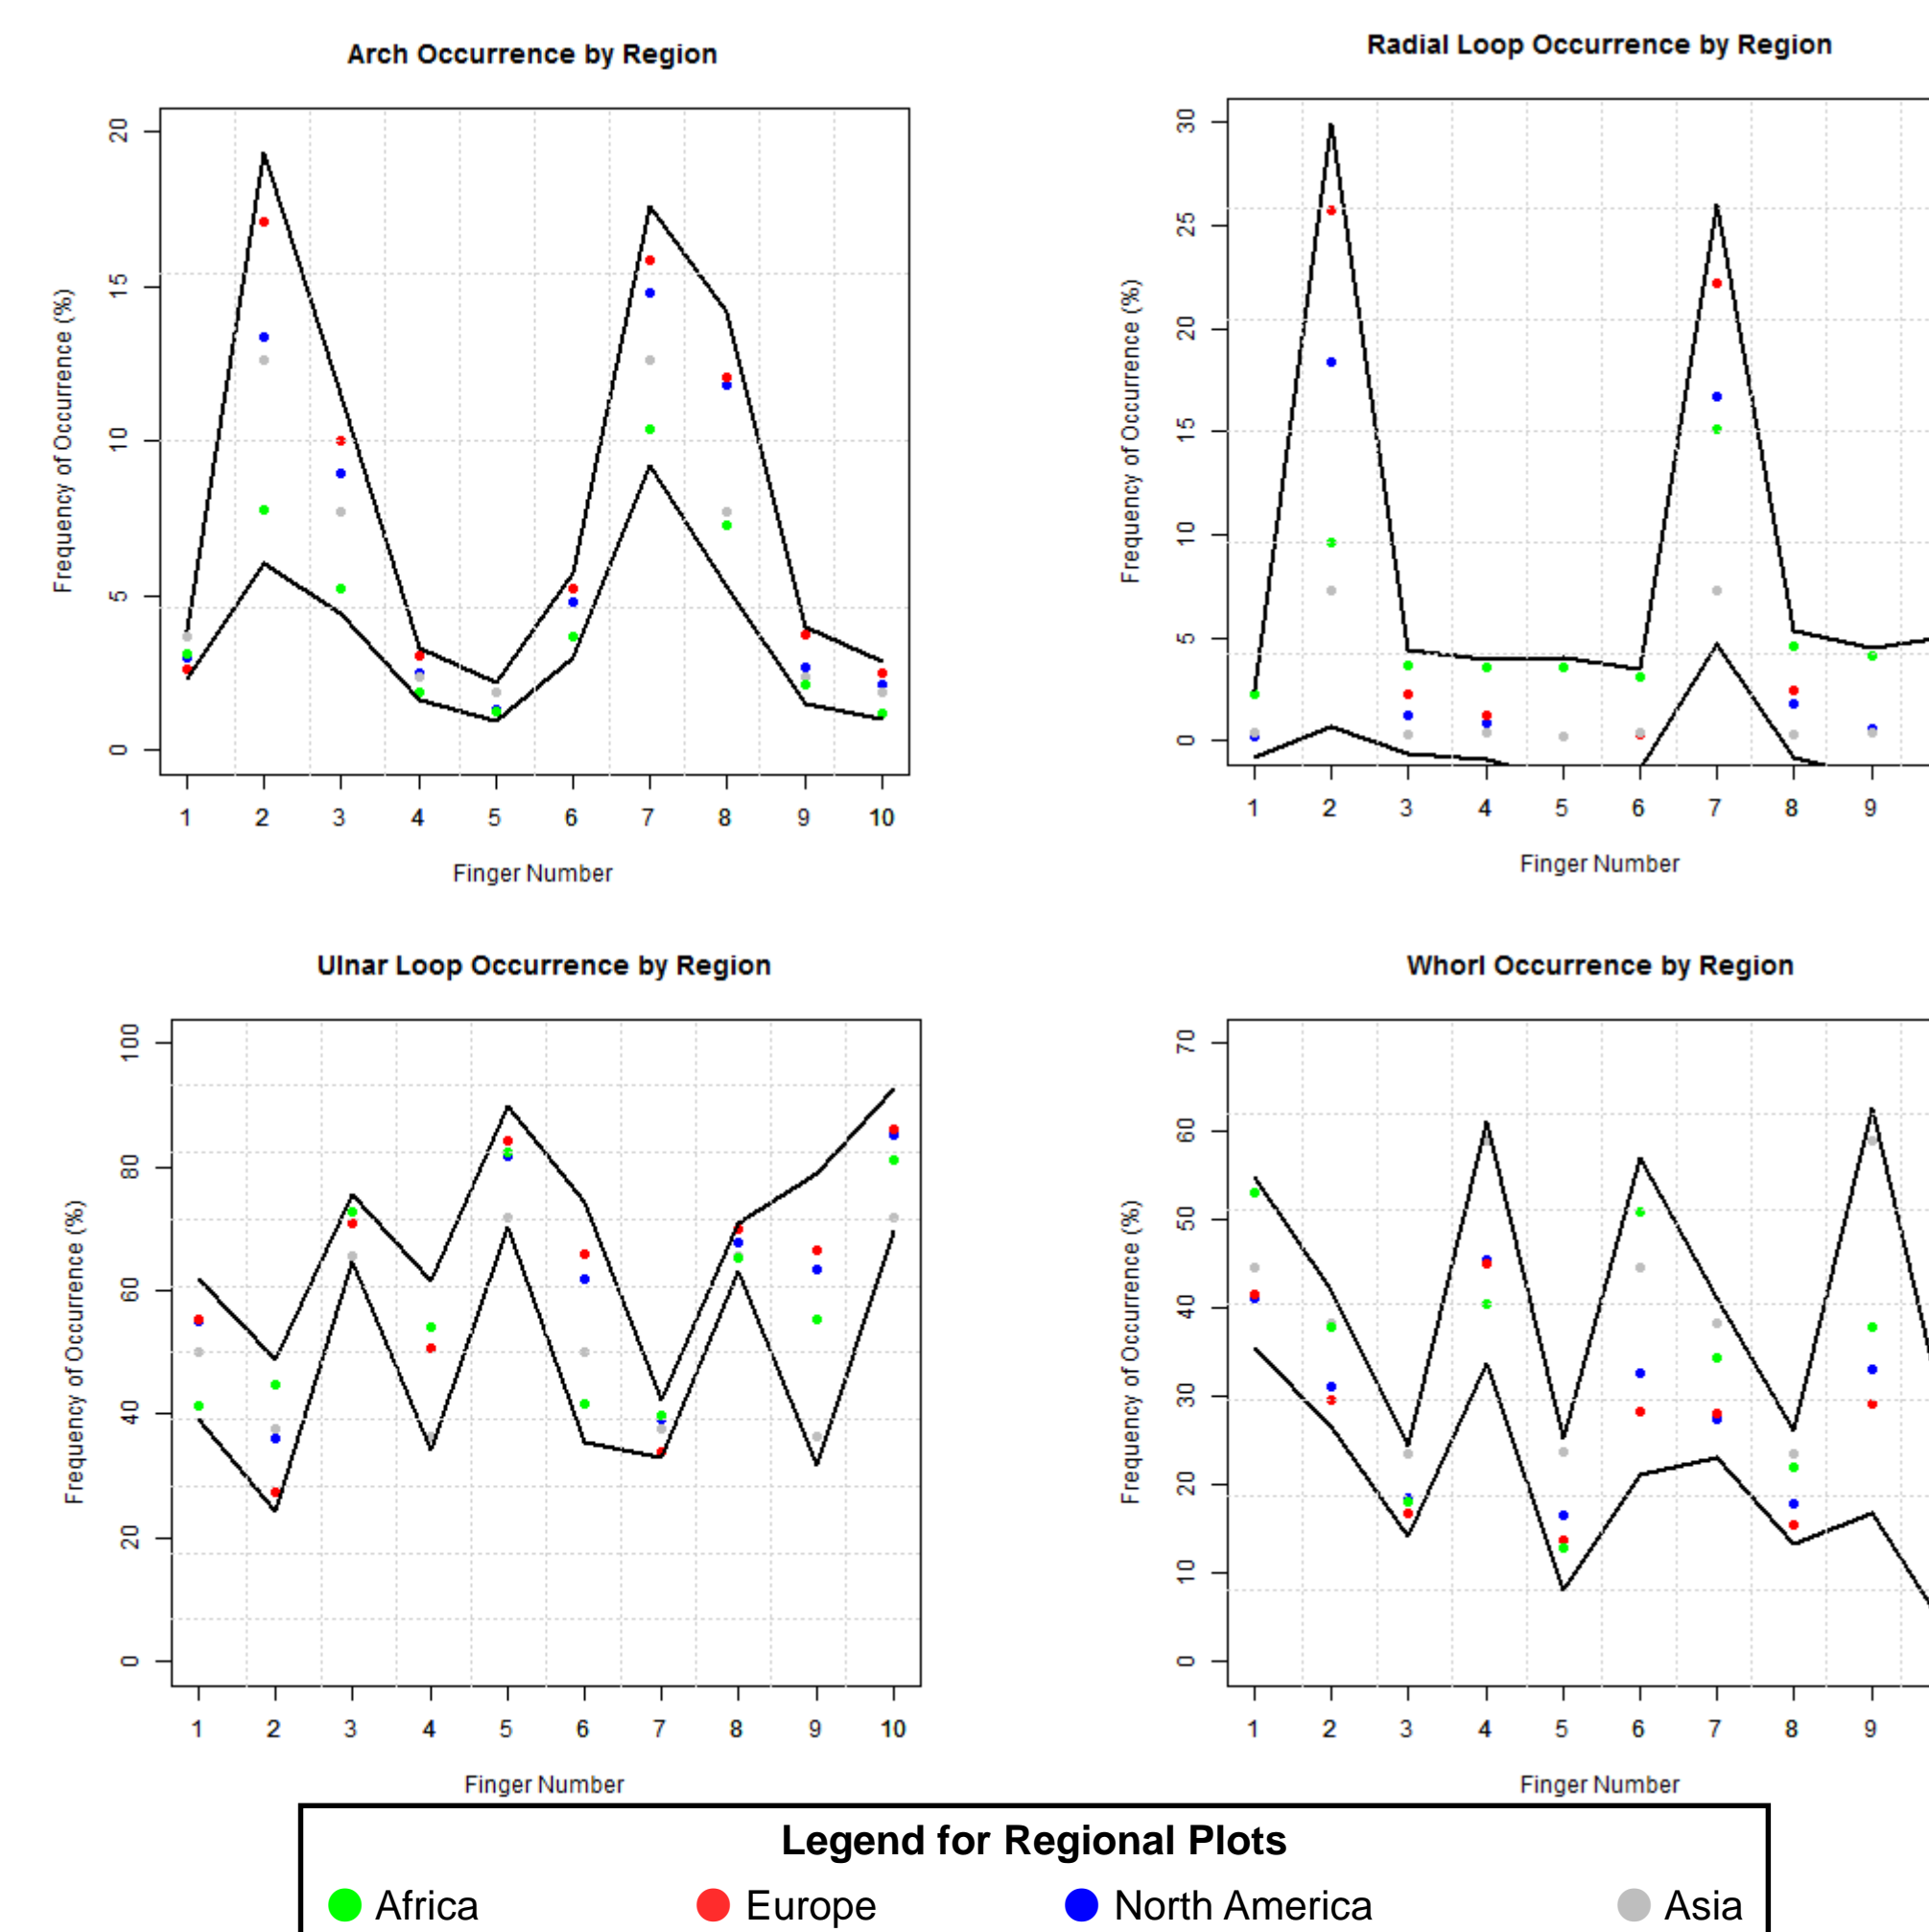 Arch Occurrence by Region
Frequency of Occurrence (%)
20
15
10
5
0
1 2 3 4 5 6 7 8 9 10
Finger Number
Radial Loop Occurrence by Region
Frequency of Occurrence (%)
30
25
20
15
10
5
0
1 2 3 4 5 6 7 8 9
Finger Number
Ulnar Loop Occurrence by Region
Frequency of Occurrence (%)
100
80
60
40
20
0
1 2 3 4 5 6 7 8 9 10
Finger Number
Whorl Occurrence by Region
Frequency of Occurrence (%)
70
60
50
40
30
20
10
0
1 2 3 4 5 6 7 8 9
Finger Number
Legend for Regional Plots
Africa Europe North America Asia